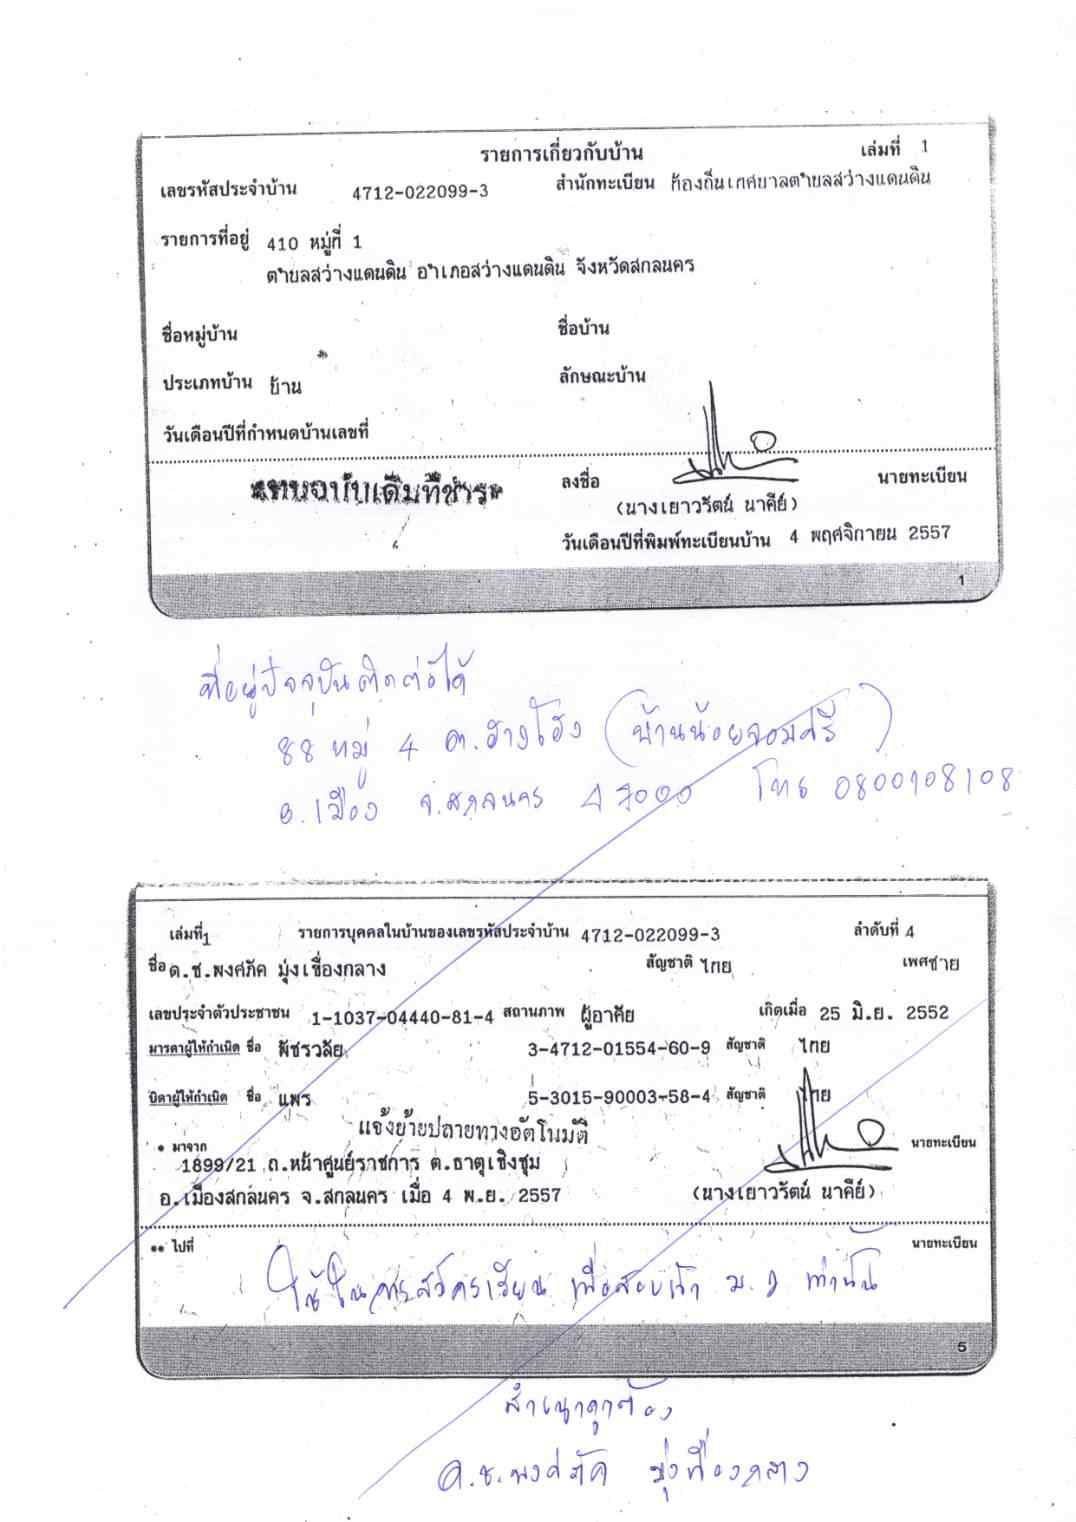 รายการเกี่ยวกับบ้าน เล่มที่ 1
เลขรหัสประจำบ้าน 4712-022099-3 สำนักทะเบียน ท้องถิ่นเทศบาลตำบลสว่างแดนดิน
รายการที่อยู่ 410 หมู่ที่ 1
ตำบลสว่างแดนดิน อำเภอสว่างแดนดิน จังหวัดสกลนคร
ชื่อหมู่บ้าน ชื่อบ้าน
ประเภทบ้าน บ้าน ลักษณะบ้าน
วันเดือนปีที่กำหนดบ้านเลขที่
แทนฉบับเดิมที่ชำรุด ลงชื่อ นายทะเบียน
(นางเยาวรัตน์ นาคีย์)
วันเดือนปีที่พิมพ์ทะเบียนบ้าน 4 พฤศจิกายน 2557
1
ที่อยู่ปัจจุบันติดต่อได้
88 หมู่ 4 ต.ฮางโฮง (บ้านน้อยจอมศรี)
อ.เมือง จ.สกลนคร 47000 โทร 0800108108
เล่มที่ 1 รายการบุคคลในบ้านของเลขรหัสประจำบ้าน 4712-022099-3 ลำดับที่ 4
ชื่อ ด.ช.พงศภัค มุ่งเขื่องกลาง สัญชาติ ไทย เพศ ชาย
เลขประจำตัวประชาชน 1-1037-04440-81-4 สถานภาพ ผู้อาศัย เกิดเมื่อ 25 มิ.ย. 2552
มารดาผู้ให้กำเนิด ชื่อ พัชรวลัย 3-4712-01554-60-9 สัญชาติ ไทย
บิดาผู้ให้กำเนิด ชื่อ แพร 5-3015-90003-58-4 สัญชาติ ไทย
แจ้งย้ายปลายทางอัตโนมัติ
* มาจาก นายทะเบียน
1899/21 ถ.หน้าศูนย์ราชการ ต.ธาตุเชิงชุม
อ.เมืองสกลนคร จ.สกลนคร เมื่อ 4 พ.ย. 2557 (นางเยาวรัตน์ นาคีย์)
** ไปที่ นายทะเบียน
ใช้ในการสมัครเรียน เพื่อสอบเข้า ม.1 เท่านั้น
5
สำเนาถูกต้อง
ด.ช.พงศภัค มุ่งเขื่องกลาง